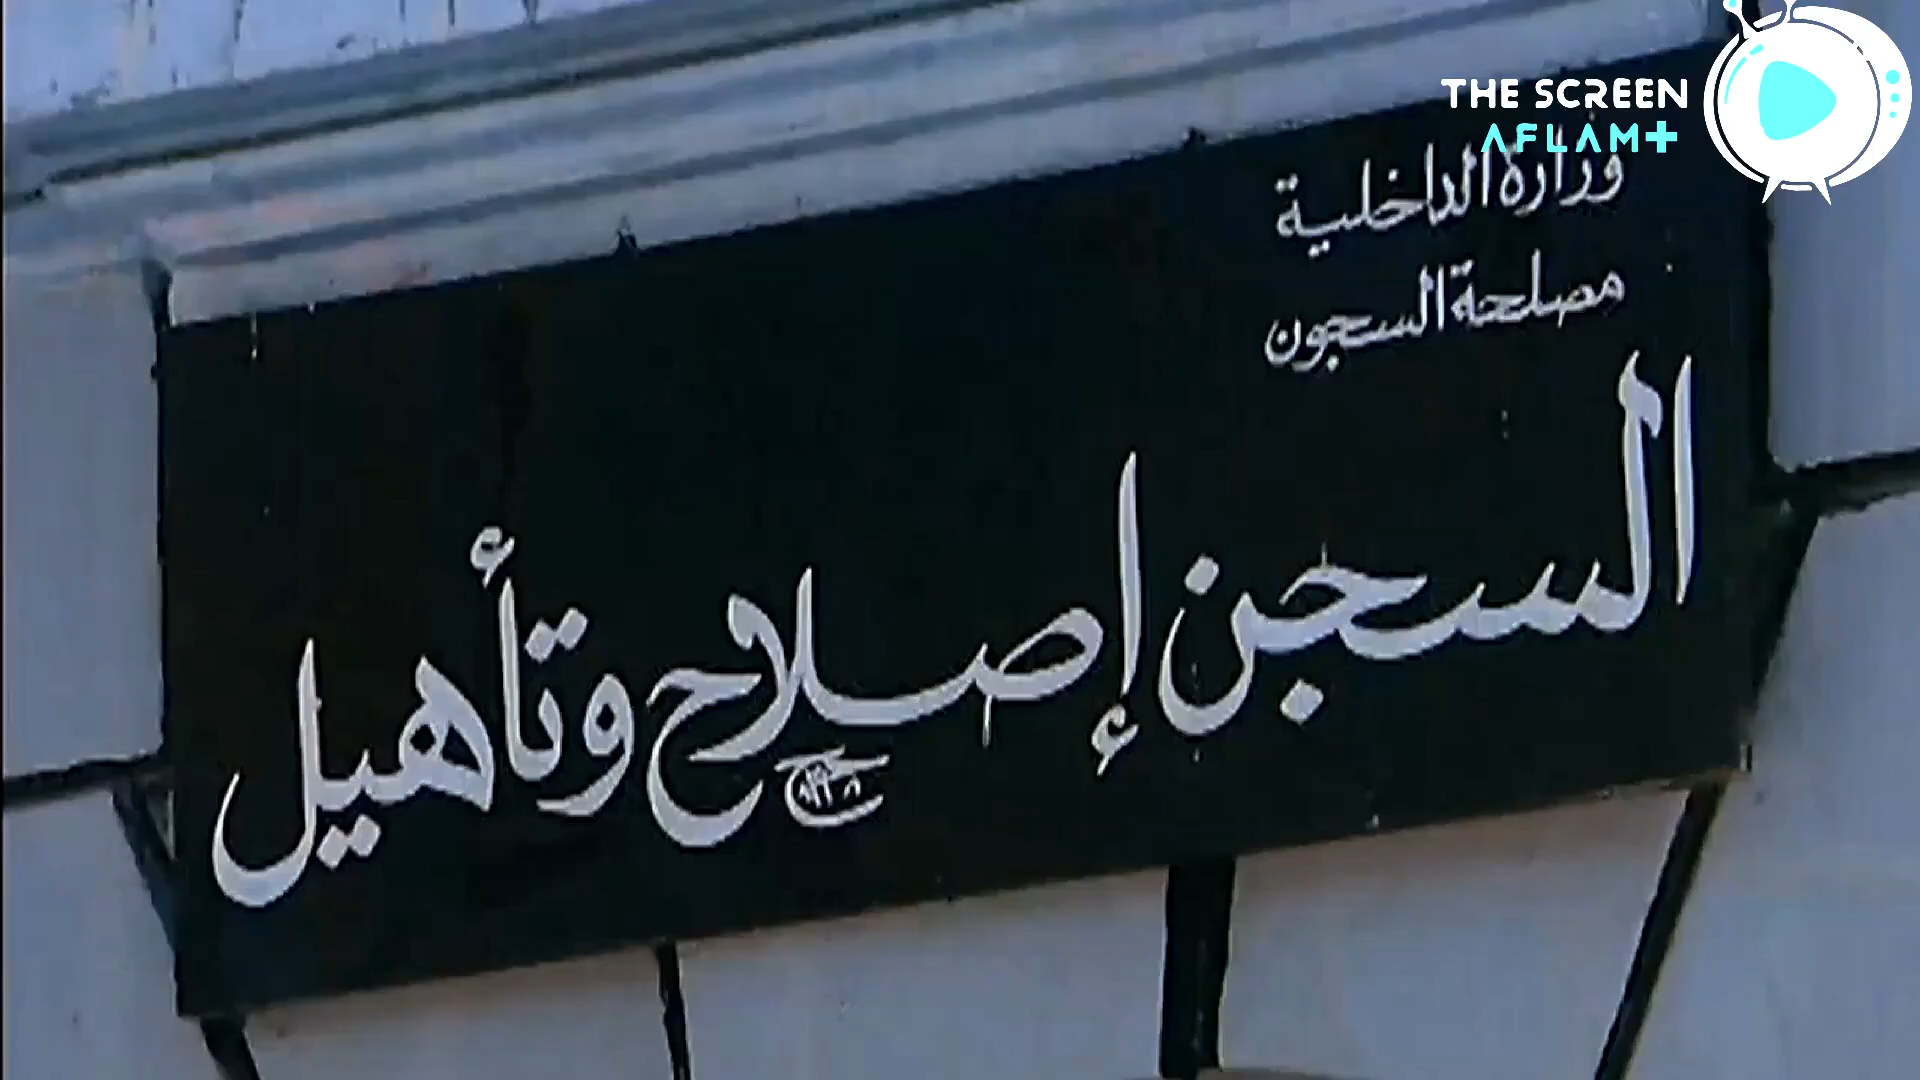 THE SCREEN
AFLAM+
وزارة الداخلية
مصلحة السجون
السجن إصلاح وتأهيل